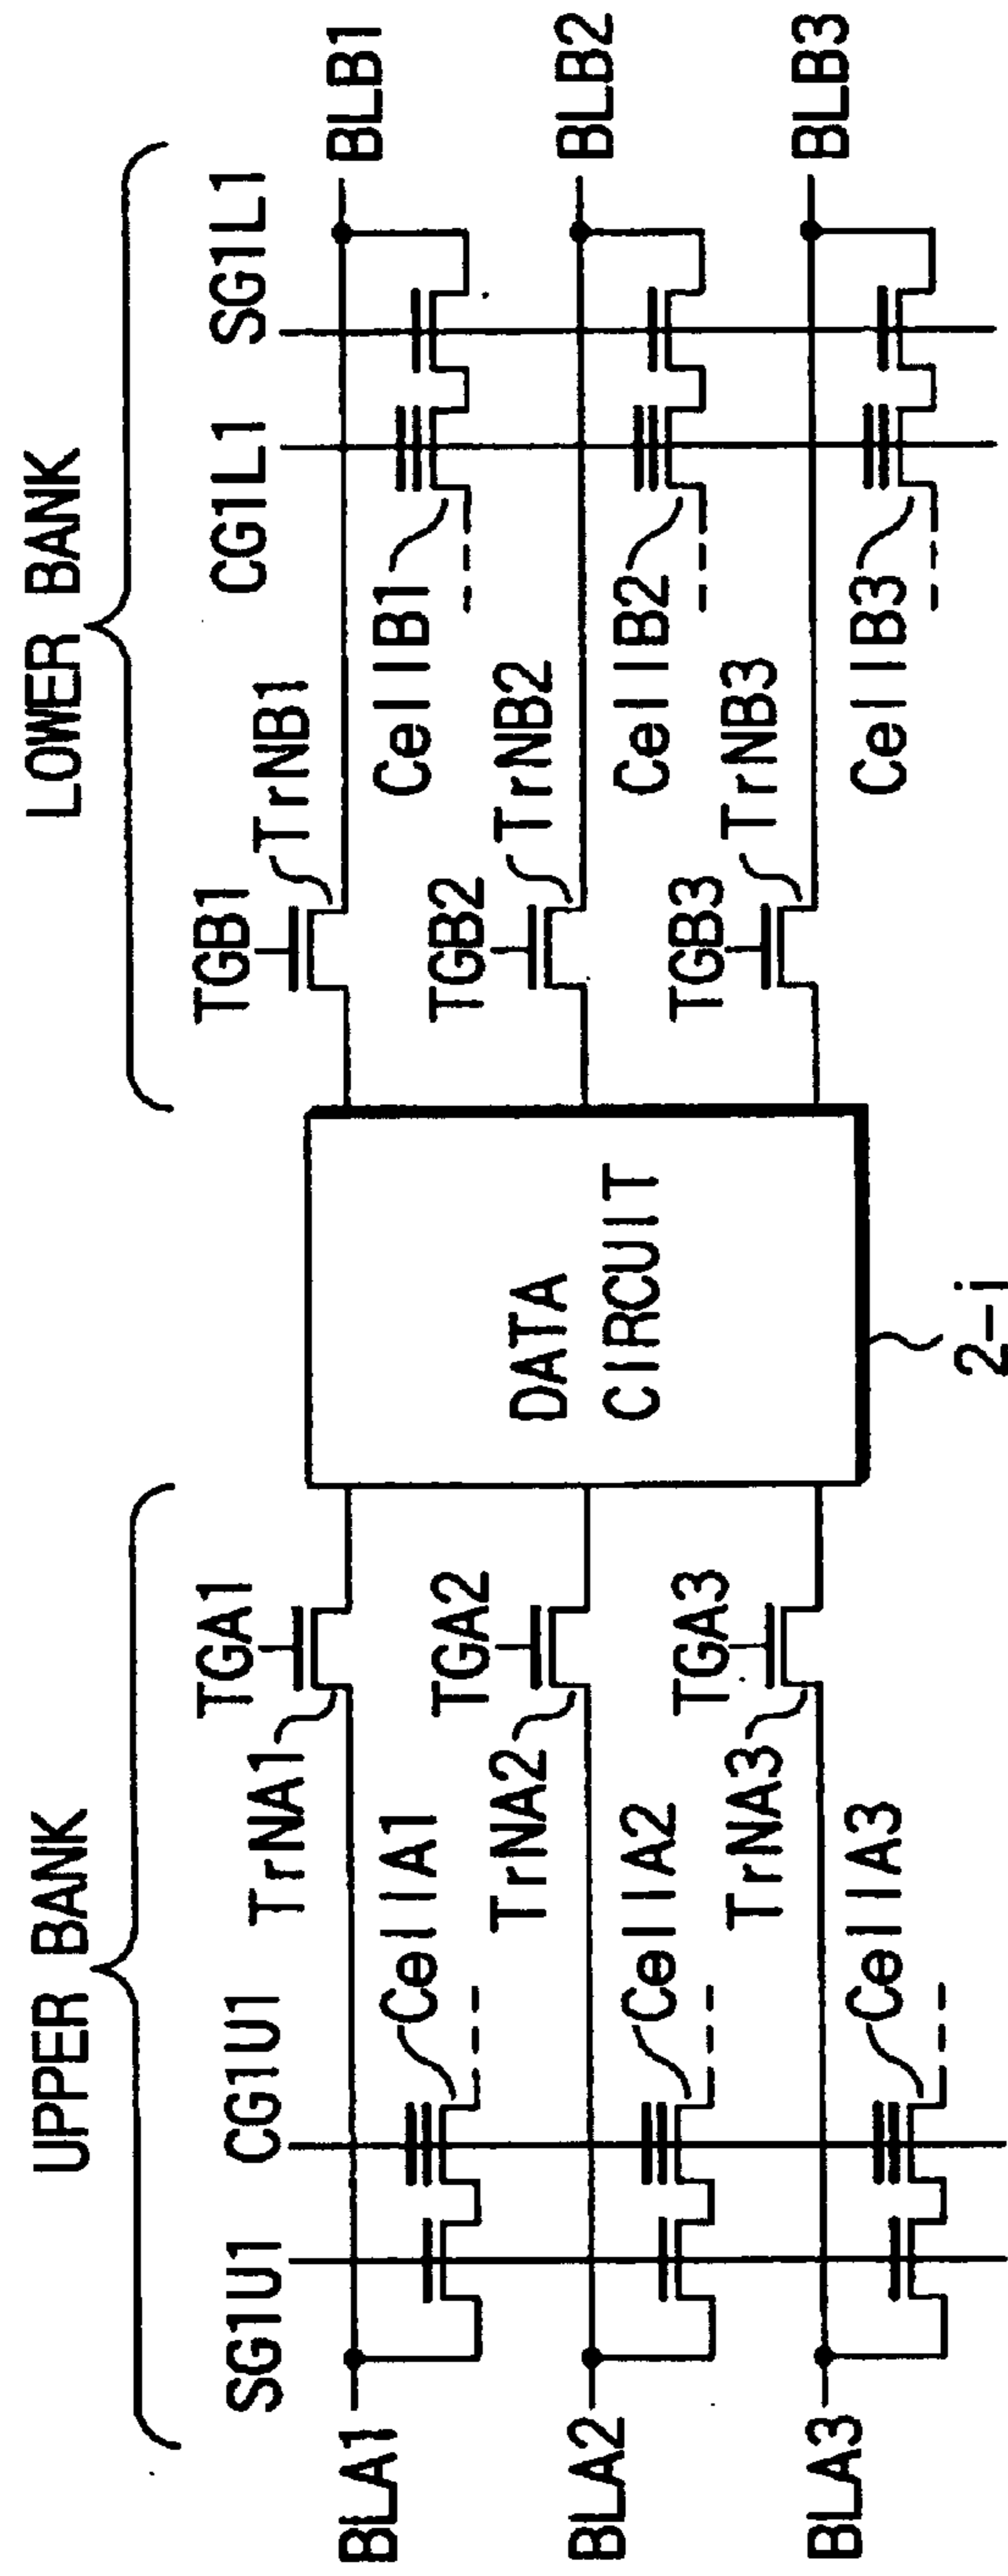 UPPER BANK
LOWER BANK
SG1U1
CG1U1
TGA1
TrNA1
TGB1
TrNB1
CG1L1
SG1L1
BLA1
BLB1
CellA1
CellB1
TGA2
TrNA2
TGB2
TrNB2
BLA2
BLB2
CellA2
CellB2
DATA
CIRCUIT
TGA3
TrNA3
TGB3
TrNB3
BLA3
BLB3
CellA3
CellB3
2-i